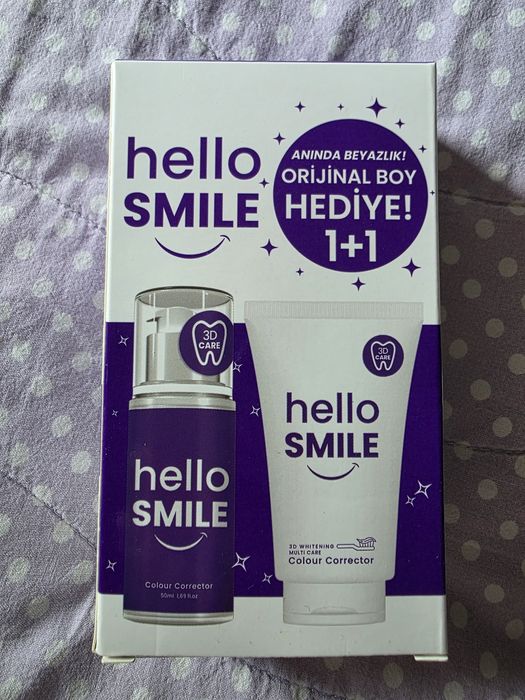 hello
SMILE
ANINDA BEYAZLIK!
ORİJİNAL BOY
HEDİYE!
1+1
3D
CARE
hello
SMILE
Colour Corrector
50ml 1,69 fl.oz
3D
CARE
hello
SMILE
3D WHITENING
MULTI CARE
Colour Corrector